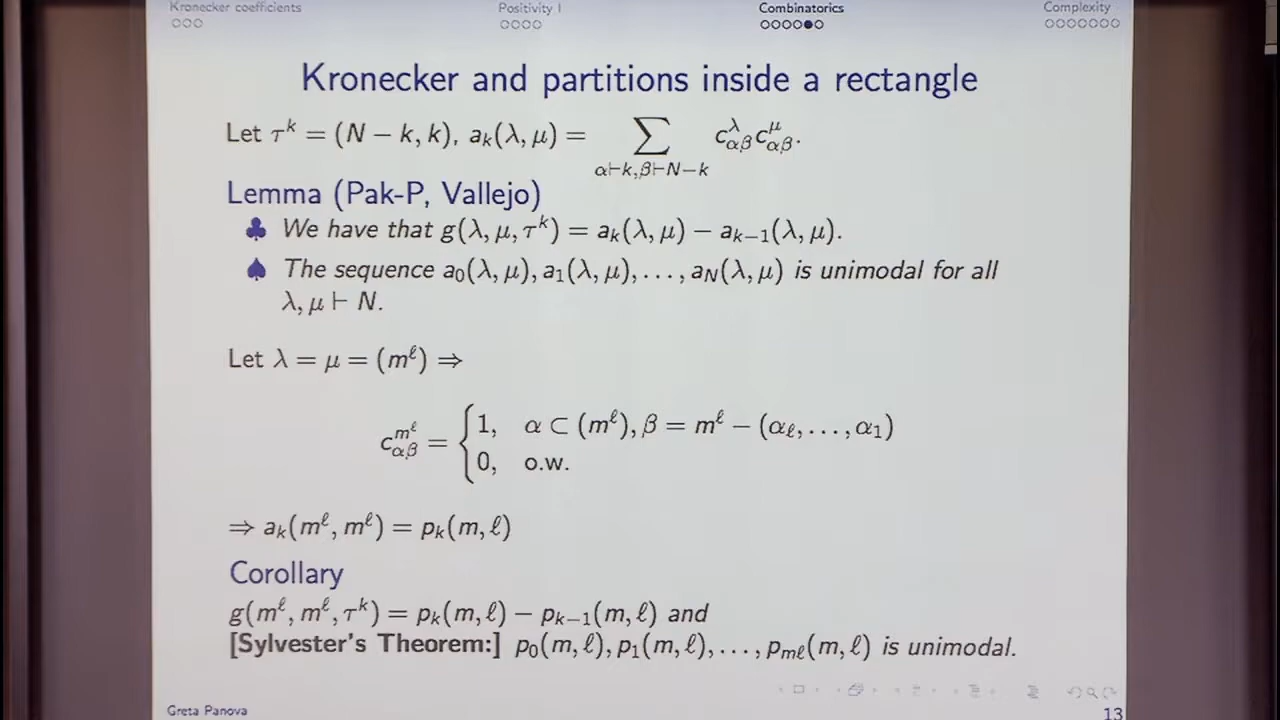 Kronecker coefficients Positivity I Combinatorics Complexity
Kronecker and partitions inside a rectangle
Let τ^k = (N − k, k), a_k(λ, μ) = ∑_{α⊢k,β⊢N−k} c^λ_{αβ} c^μ_{αβ}.
Lemma (Pak-P, Vallejo)
♣ We have that g(λ, μ, τ^k) = a_k(λ, μ) − a_{k−1}(λ, μ).
♠ The sequence a_0(λ, μ), a_1(λ, μ), . . . , a_N(λ, μ) is unimodal for all
λ, μ ⊢ N.
Let λ = μ = (m^ℓ) ⇒
c^{m^ℓ}_{αβ} = { 1, α ⊂ (m^ℓ), β = m^ℓ − (α_ℓ, . . . , α_1)
0, o.w.
⇒ a_k(m^ℓ, m^ℓ) = p_k(m, ℓ)
Corollary
g(m^ℓ, m^ℓ, τ^k) = p_k(m, ℓ) − p_{k−1}(m, ℓ) and
[Sylvester's Theorem:] p_0(m, ℓ), p_1(m, ℓ), . . . , p_{mℓ}(m, ℓ) is unimodal.
Greta Panova 13